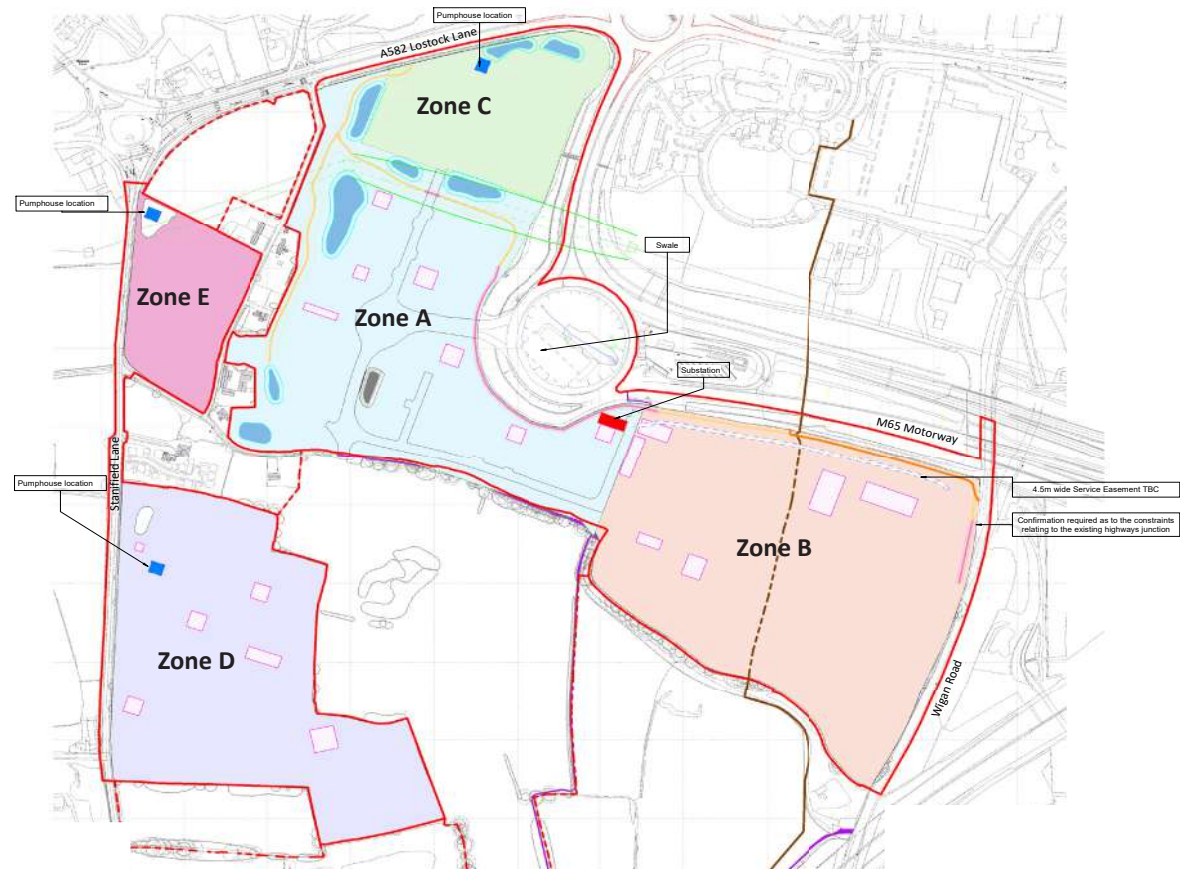 Pumphouse location
A582 Lostock Lane
Zone C
Pumphouse location
Swale
Zone E
Zone A
Substation
M65 Motorway
Stanifield Lane
Pumphouse location
4.5m wide Service Easement TBC
Confirmation required as to the constraints
relating to the existing highways junction
Zone B
Zone D
Wigan Road